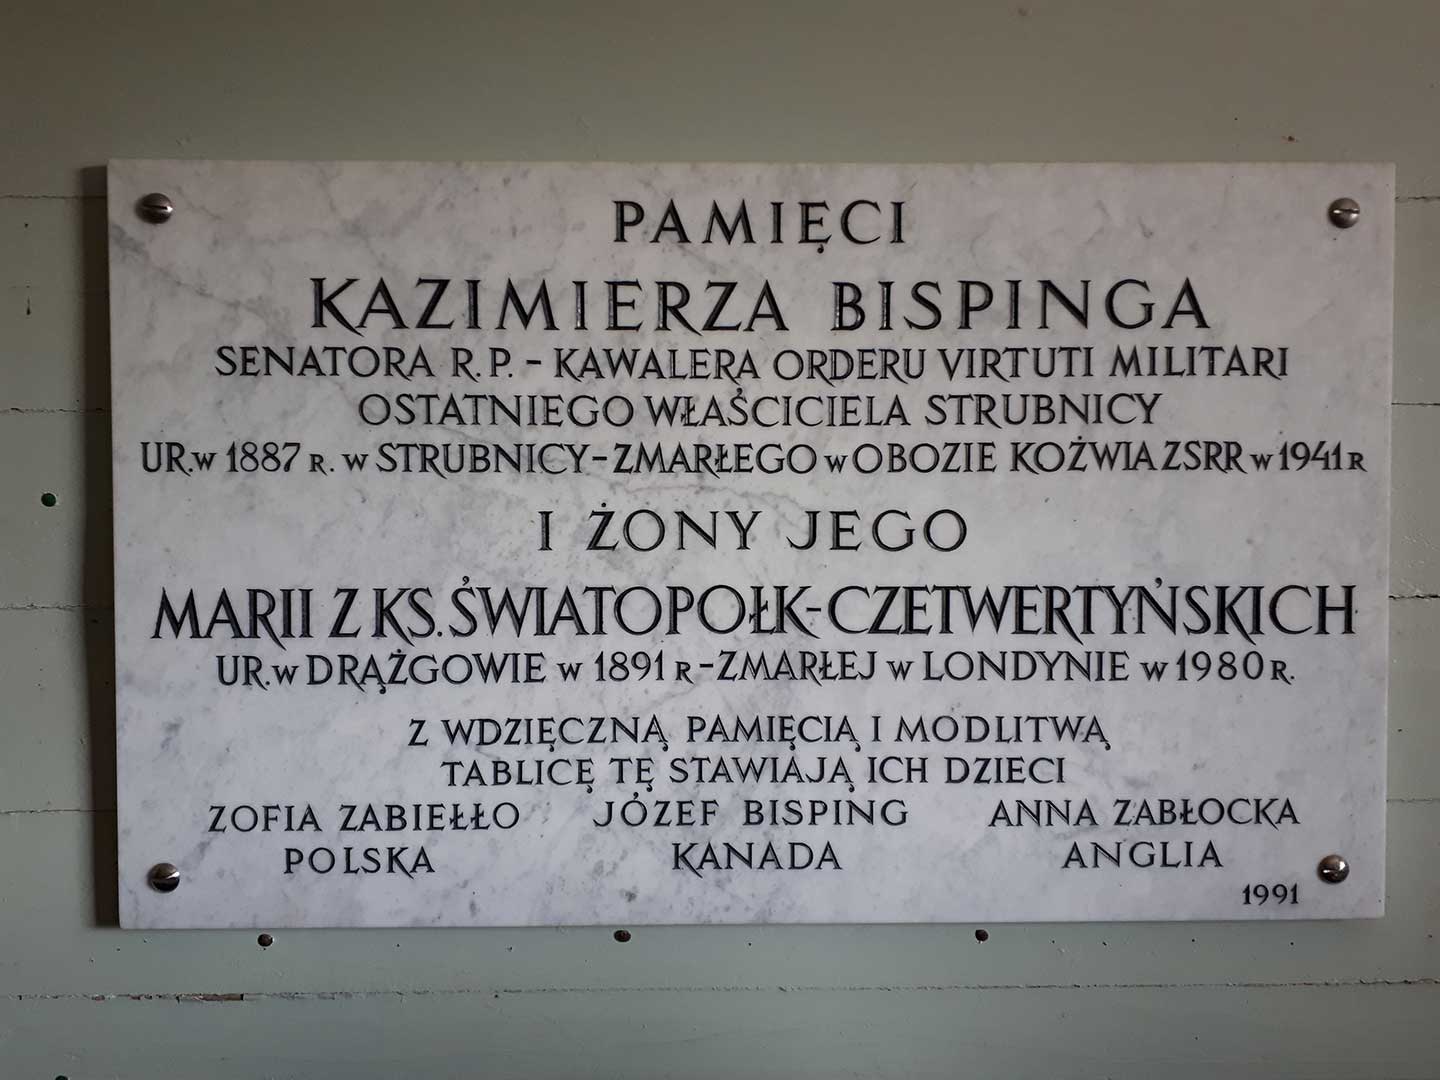 PAMIĘCI
KAZIMIERZA BISPINGA
SENATORA R.P. - KAWALERA ORDERU VIRTUTI MILITARI
OSTATNIEGO WŁAŚCICIELA STRUBNICY
UR. w 1887 R. w STRUBNICY - ZMARŁEGO w OBOZIE KOŹWIA ZSRR w 1941 R
I ŻONY JEGO
MARII Z KS. ŚWIATOPOŁK-CZETWERTYŃSKICH
UR. w DRĄŻGOWIE w 1891 R - ZMARŁEJ w LONDYNIE w 1980 R.
Z WDZIĘCZNĄ PAMIĘCIĄ I MODLITWĄ
TABLICĘ TĘ STAWIAJĄ ICH DZIECI
ZOFIA ZABIEŁŁO JÓZEF BISPING ANNA ZABŁOCKA
POLSKA KANADA ANGLIA
1991